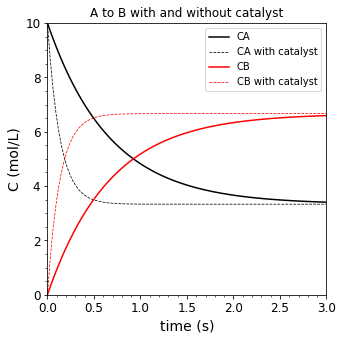 A to B with and without catalyst
CA
CA with catalyst
CB
CB with catalyst
C (mol/L)
10
8
6
4
2
0
0.0 0.5 1.0 1.5 2.0 2.5 3.0
time (s)